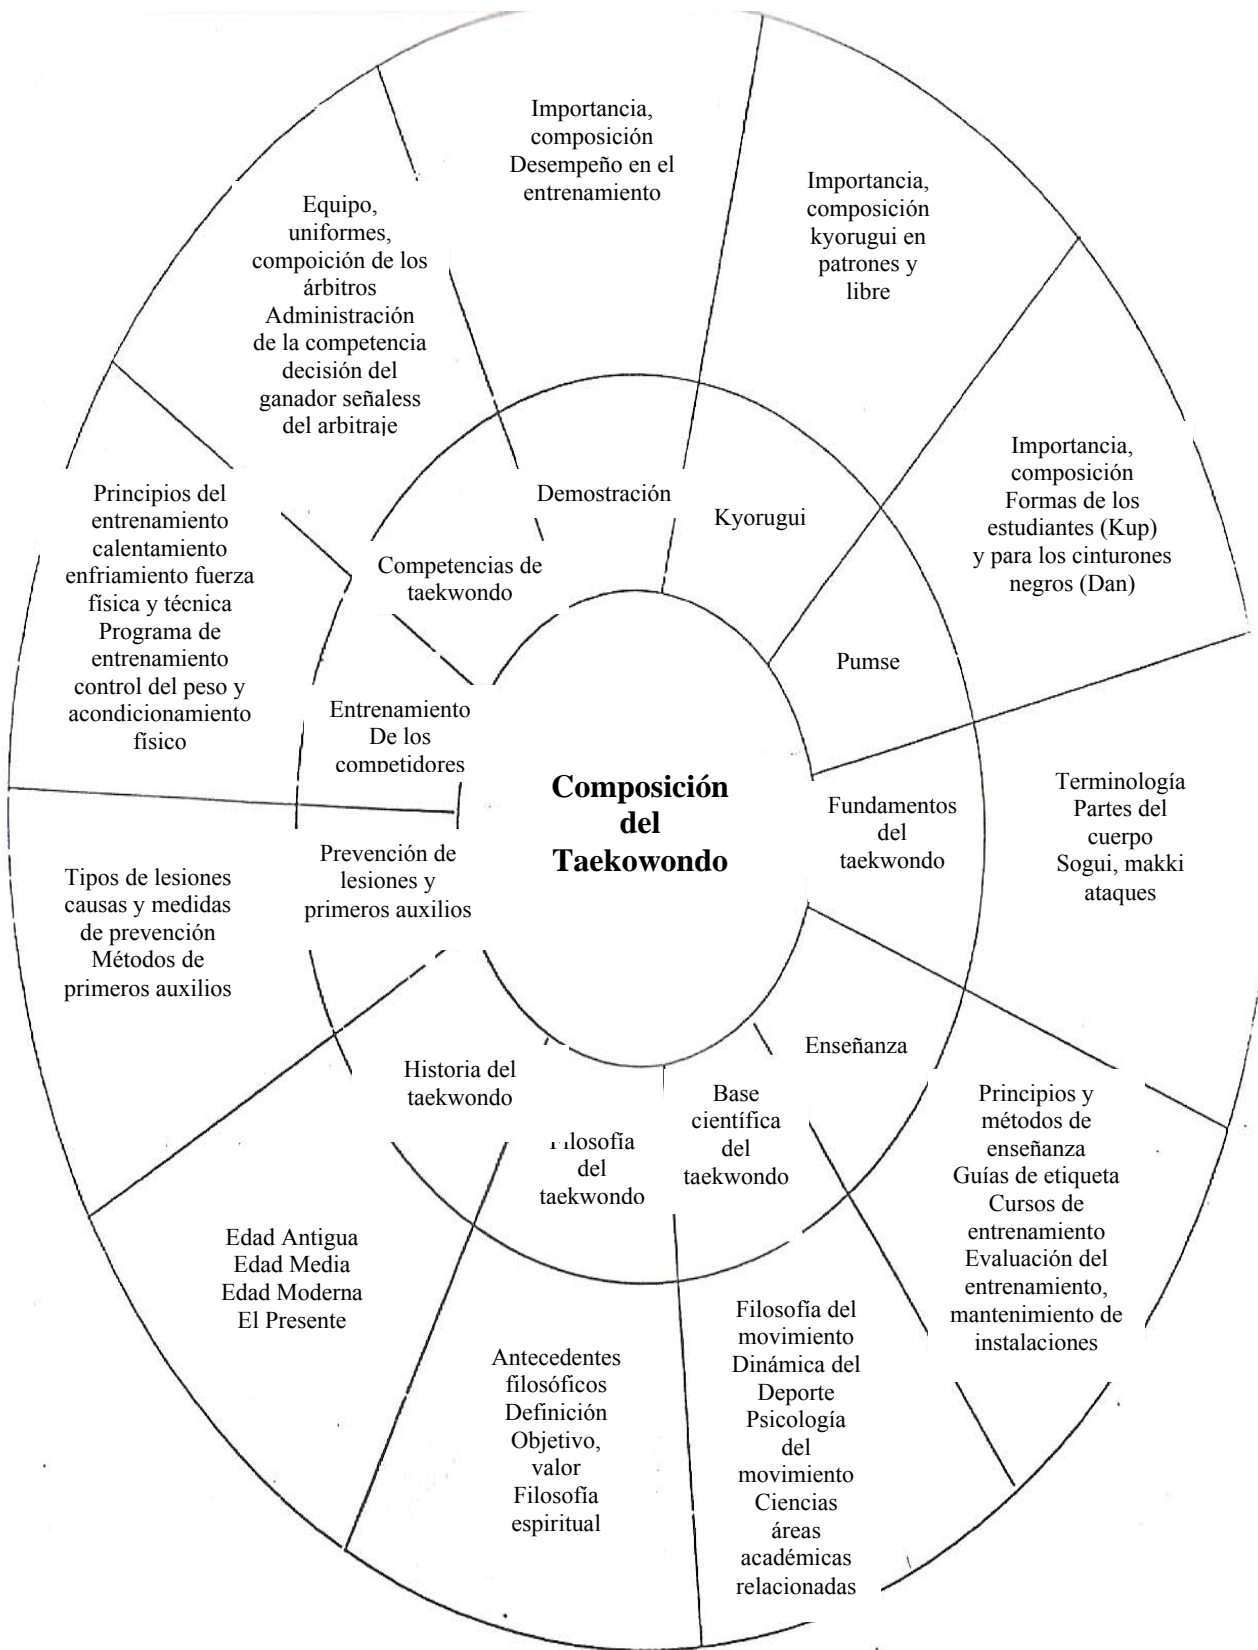 Importancia,
composición
Desempeño en el
entrenamiento
Importancia,
composición
kyorugui en
patrones y
libre
Equipo,
uniformes,
compoición de los
árbitros
Administración
de la competencia
decisión del
ganador señaless
del arbitraje
Importancia,
composición
Formas de los
estudiantes (Kup)
y para los cinturones
negros (Dan)
Principios del
entrenamiento
calentamiento
enfriamiento fuerza
física y técnica
Programa de
entrenamiento
control del peso y
acondicionamiento
físico
Demostración
Kyorugui
Competencias de
taekwondo
Pumse
Entrenamiento
De los
competidores
Composición
del
Taekowondo
Fundamentos
del
taekwondo
Terminología
Partes del
cuerpo
Sogui, makki
ataques
Prevención de
lesiones y
primeros auxilios
Tipos de lesiones
causas y medidas
de prevención
Métodos de
primeros auxilios
Enseñanza
Historia del
taekwondo
Base
científica
del
taekwondo
Filosofía
del
taekwondo
Principios y
métodos de
enseñanza
Guías de etiqueta
Cursos de
entrenamiento
Evaluación del
entrenamiento,
mantenimiento de
instalaciones
Edad Antigua
Edad Media
Edad Moderna
El Presente
Antecedentes
filosóficos
Definición
Objetivo,
valor
Filosofía
espiritual
Filosofía del
movimiento
Dinámica del
Deporte
Psicología
del
movimiento
Ciencias
áreas
académicas
relacionadas